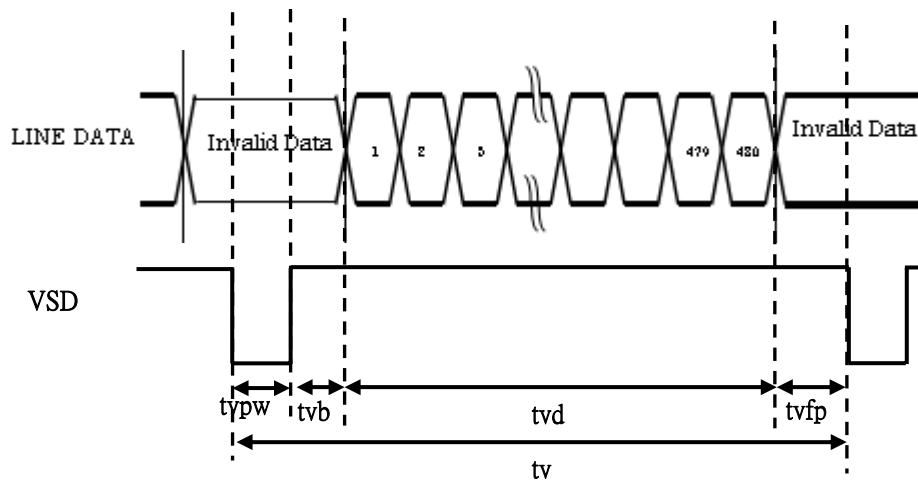 Invalid Data
Invalid Data
LINE DATA
1 2 3 479 480
VSD
tvpw tvb tvd tvfp
tv